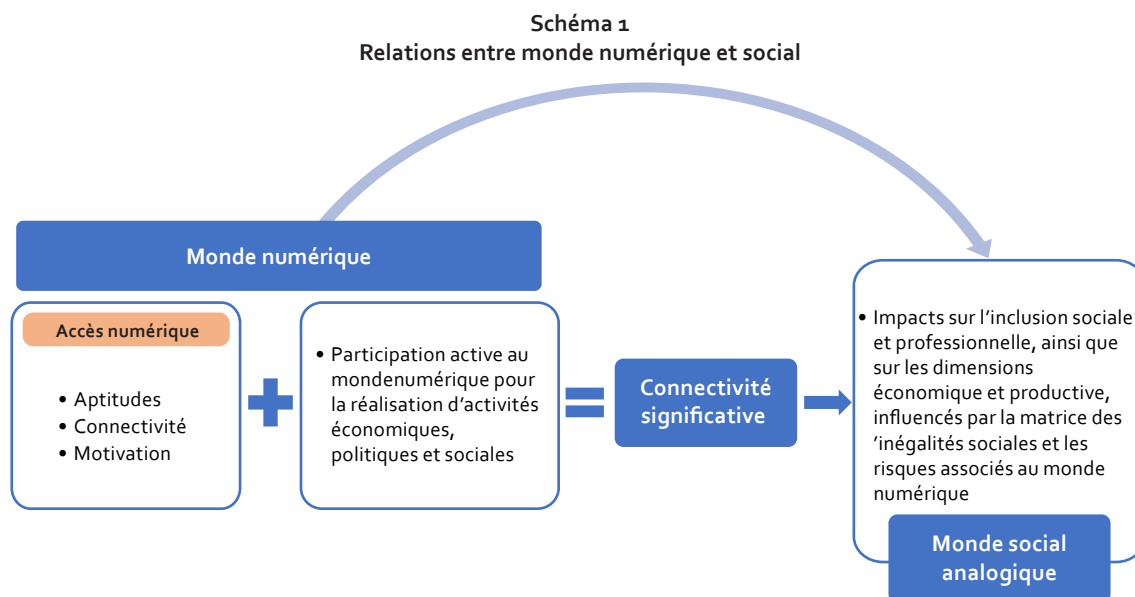 Schéma 1
Relations entre monde numérique et social
Monde numérique
Accès numérique
• Aptitudes
• Connectivité
• Motivation
• Participation active au
mondenumérique pour
la réalisation d'activités
économiques,
politiques et sociales
Connectivité
significative
• Impacts sur l'inclusion sociale
et professionnelle, ainsi que
sur les dimensions
économique et productive,
influencés par la matrice des
'inégalités sociales et les
risques associés au monde
numérique
Monde social
analogique